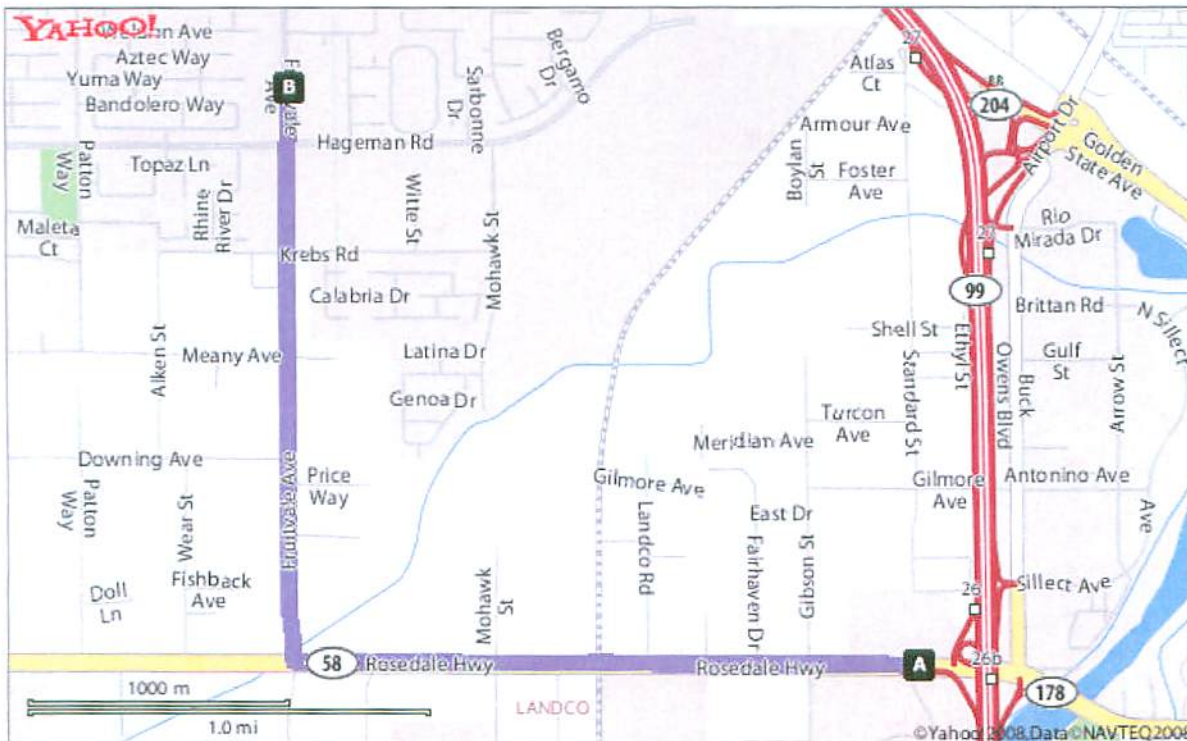 YAHOO!
Aztec Way
Yuma Way
Bandolero Way
Ave
B
Sarbonne
Dr
Bergamo
Dr
27
Atlas
Ct
204
Airport Dr
Golden
State Ave
Armour Ave
Boylan
St
Foster
Ave
Hageman Rd
Patton
Way
Topaz Ln
Rhine
River Dr
Witte St
Maleta
Ct
Krebs Rd
Mohawk St
Calabria Dr
27
Rio
Mirada Dr
99
Brittan Rd
N Sillect
Ave
Shell St
Ethyl St
Owens Blvd
Buck
Gulf
St
Arrow St
Standard St
Alken St
Meany Ave
Latina Dr
Genoa Dr
Turcon
Ave
Meridian Ave
Downing Ave
Patton
Way
Wear St
Fruitvale Ave
Price
Way
Gilmore Ave
Landco Rd
East Dr
Fairhaven Dr
Gibson St
Gilmore
Ave
Antonino Ave
Doll
Ln
Fishback
Ave
Mohawk
St
26
Sillect Ave
58
Rosedale Hwy
Rosedale Hwy
A
26b
178
1000 m
1.0 mi
LANDCO
©Yahoo 2008, Data ©NAVTEQ 2008